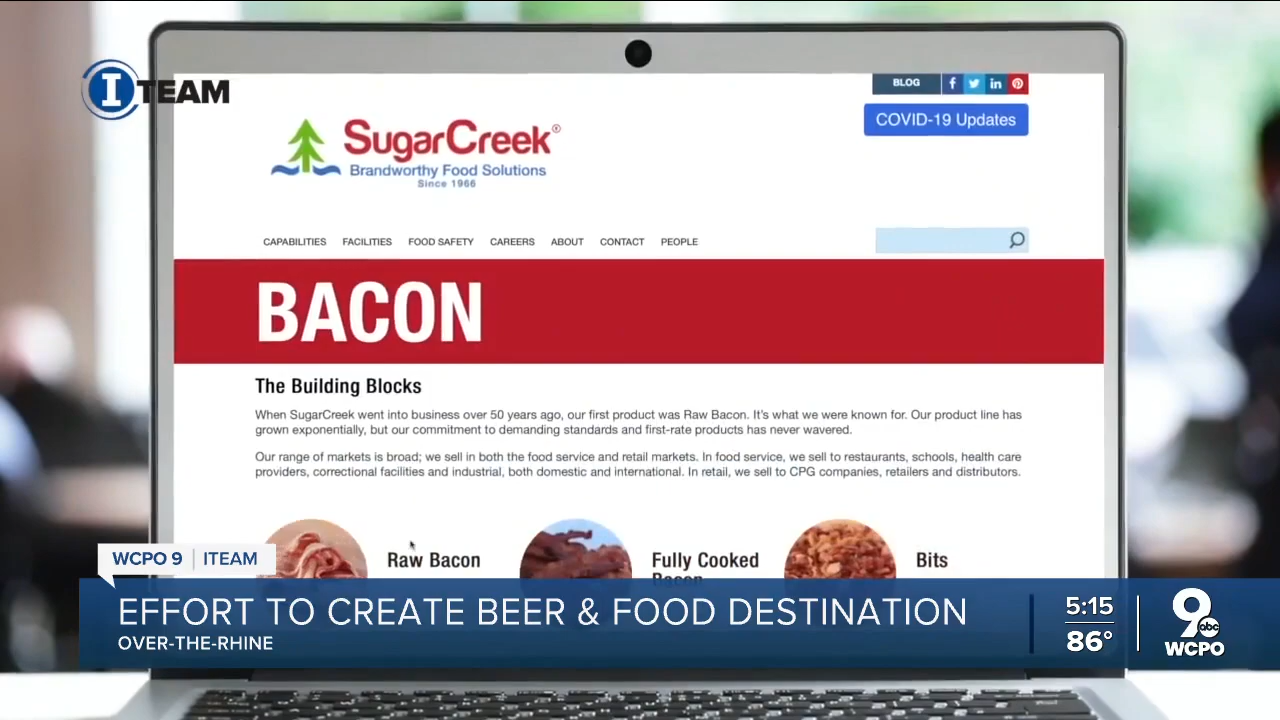 I TEAM
BLOG
COVID-19 Updates
SugarCreek®
Brandworthy Food Solutions
Since 1966
CAPABILITIES FACILITIES FOOD SAFETY CAREERS ABOUT CONTACT PEOPLE
BACON
The Building Blocks
When SugarCreek went into business over 50 years ago, our first product was Raw Bacon. It's what we were known for. Our product line has
grown exponentially, but our commitment to demanding standards and first-rate products has never wavered.
Our range of markets is broad; we sell in both the food service and retail markets. In food service, we sell to restaurants, schools, health care
providers, correctional facilities and industrial, both domestic and international. In retail, we sell to CPG companies, retailers and distributors.
Raw Bacon
Fully Cooked
Bacon
Bits
WCPO 9 | ITEAM
EFFORT TO CREATE BEER & FOOD DESTINATION
OVER-THE-RHINE
5:15
86°
9
abc
WCPO